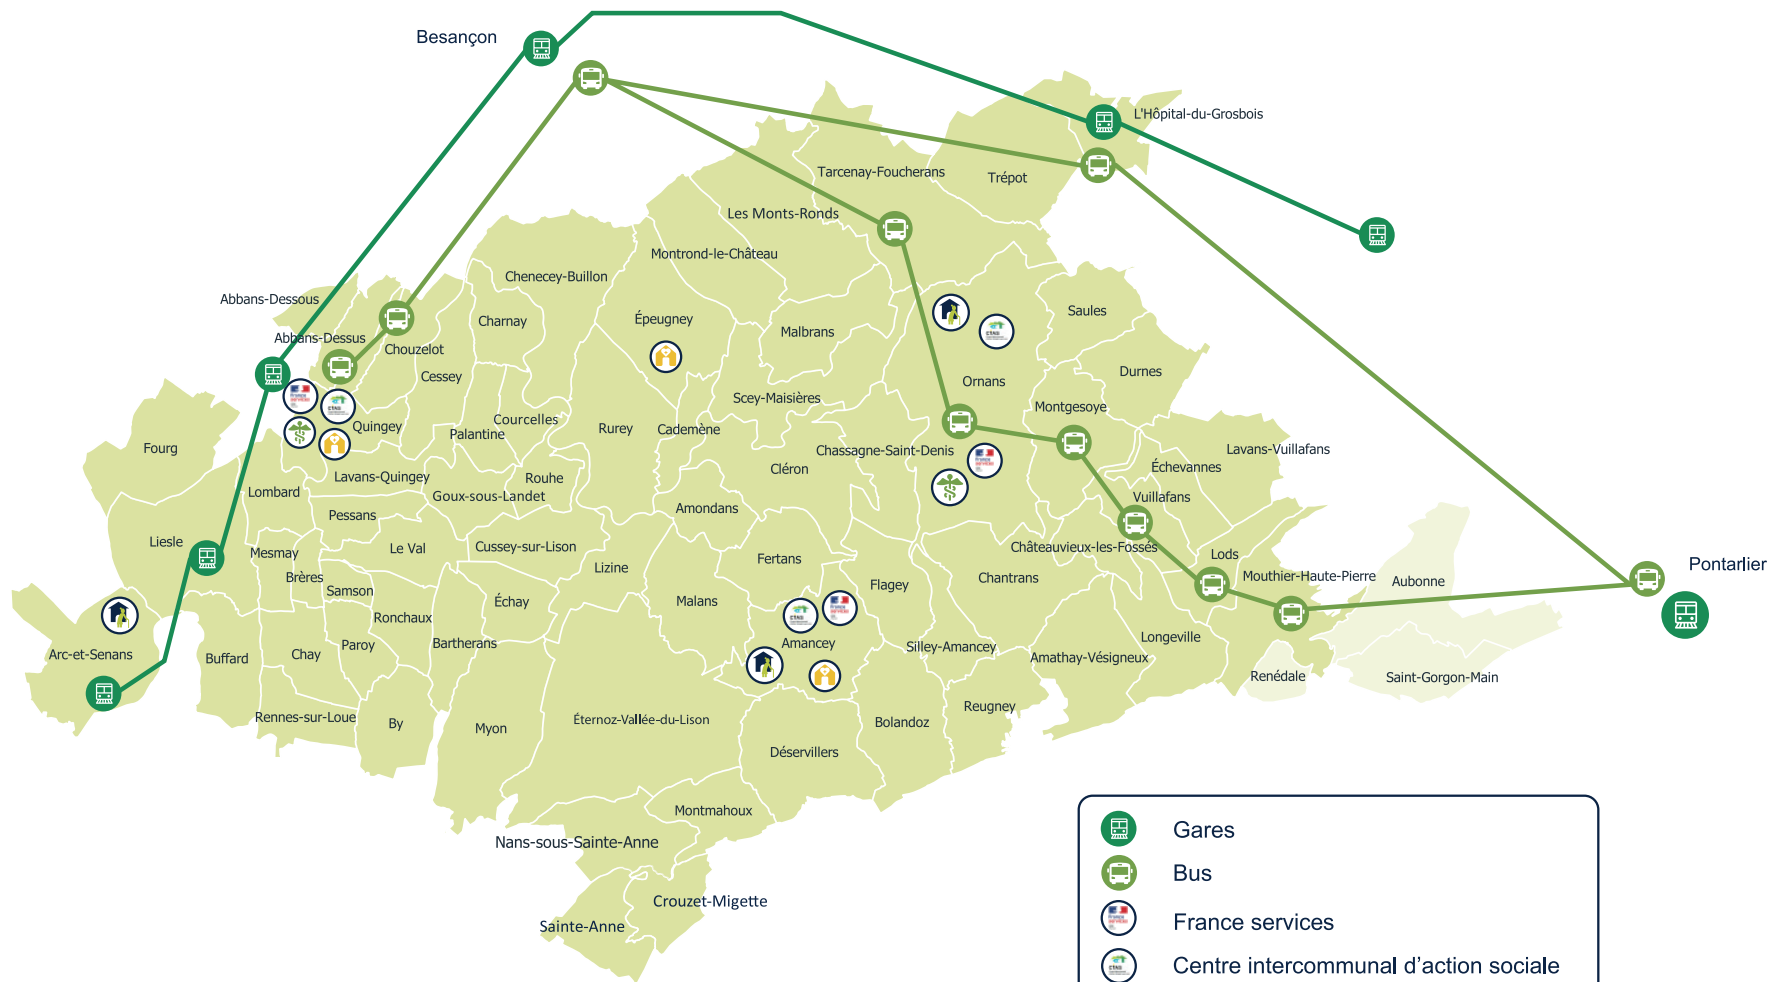 Besançon
L'Hôpital-du-Grosbois
Tarcenay-Foucherans
Trépot
Les Monts-Ronds
Montrond-le-Château
Chenecey-Buillon
Abbans-Dessous
Saules
Épeugney
Charnay
Malbrans
Abbans-Dessus
Chouzelot
Durnes
Cessey
Ornans
Scey-Maisières
Montgesoye
Courcelles
Quingey
Palantine
Rurey
Cademène
Fourg
Chassagne-Saint-Denis
Lavans-Vuillafans
Cléron
Échevannes
Lavans-Quingey
Rouhe
Lombard
Goux-sous-Landet
Vuillafans
Amondans
Pessans
Liesle
Le Val
Cussey-sur-Lison
Châteauvieux-les-Fossés
Mesmay
Fertans
Lods
Lizine
Pontarlier
Brères
Chantrans
Mouthier-Haute-Pierre
Aubonne
Samson
Flagey
Échay
Malans
Ronchaux
Longeville
Paroy
Bartherans
Amancey
Silley-Amancey
Arc-et-Senans
Chay
Buffard
Amathay-Vésigneux
Renédale
Saint-Gorgon-Main
Reugney
Rennes-sur-Loue
By
Myon
Éternoz-Vallée-du-Lison
Bolandoz
Déservillers
Montmahoux
Nans-sous-Sainte-Anne
Crouzet-Migette
Sainte-Anne
Gares
Bus
France services
Centre intercommunal d'action sociale